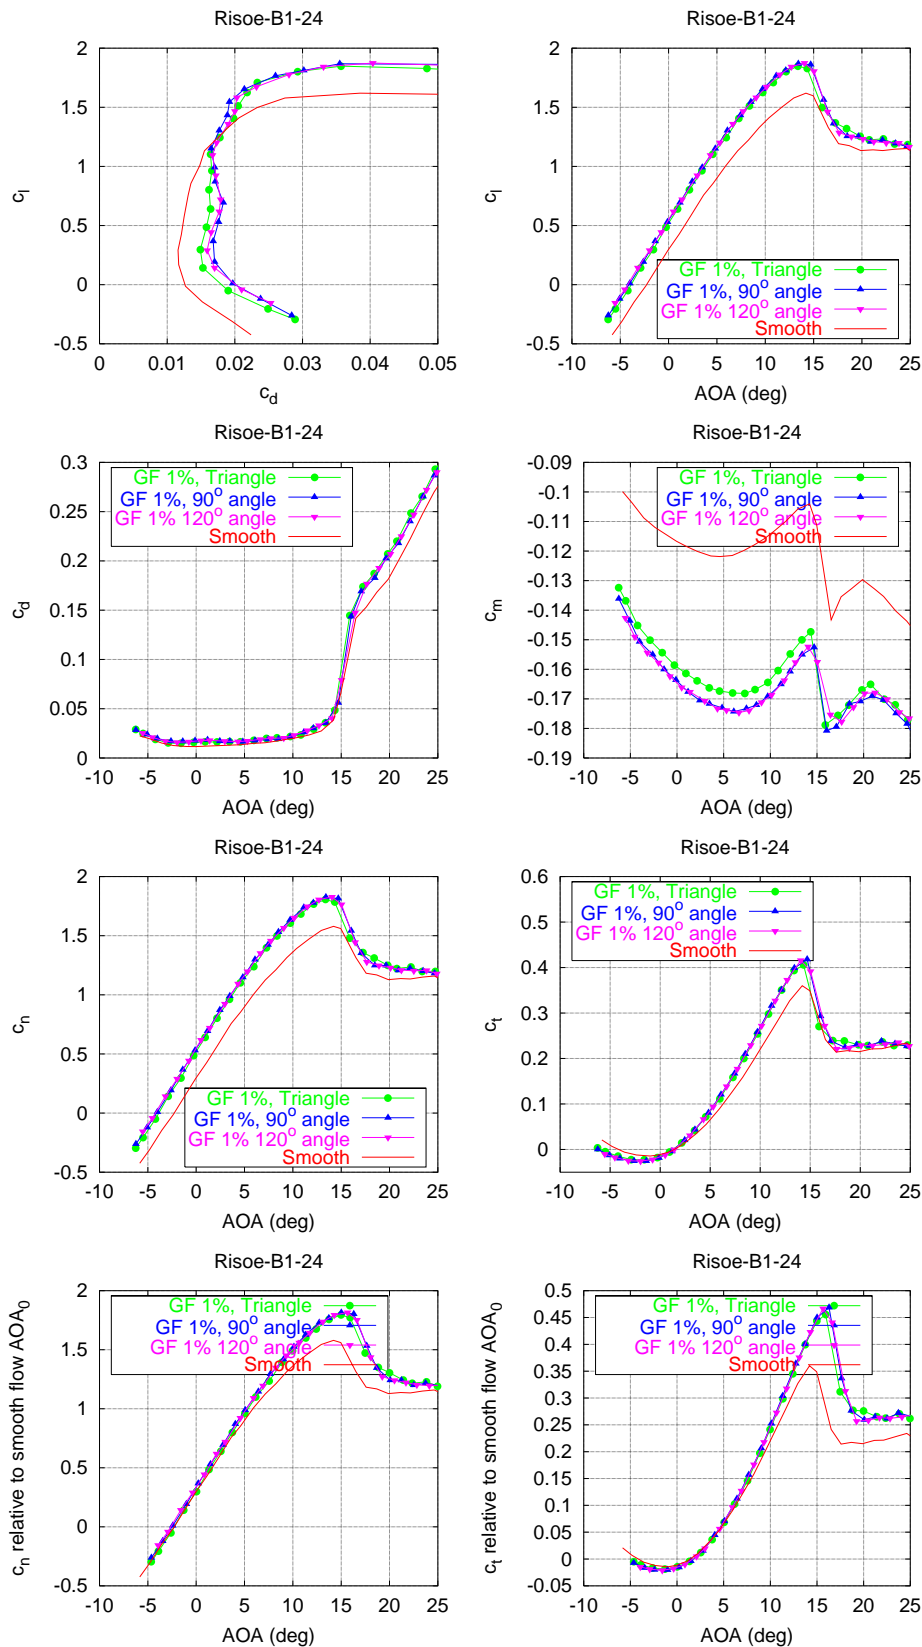 Risoe-B1-24
2
1.5
1
0.5
0
-0.5
0
0.01
0.02
0.03
0.04
0.05
c_l
c_d
Risoe-B1-24
2
1.5
1
0.5
0
-0.5
-10
-5
0
5
10
15
20
25
c_l
AOA (deg)
GF 1%, Triangle
GF 1%, 90° angle
GF 1% 120° angle
Smooth
Risoe-B1-24
0.3
0.25
0.2
0.15
0.1
0.05
0
-10
-5
0
5
10
15
20
25
c_d
AOA (deg)
GF 1%, Triangle
GF 1%, 90° angle
GF 1% 120° angle
Smooth
Risoe-B1-24
-0.09
-0.1
-0.11
-0.12
-0.13
-0.14
-0.15
-0.16
-0.17
-0.18
-0.19
-10
-5
0
5
10
15
20
25
c_m
AOA (deg)
GF 1%, Triangle
GF 1%, 90° angle
GF 1% 120° angle
Smooth
Risoe-B1-24
2
1.5
1
0.5
0
-0.5
-10
-5
0
5
10
15
20
25
c_n
AOA (deg)
GF 1%, Triangle
GF 1%, 90° angle
GF 1% 120° angle
Smooth
Risoe-B1-24
0.6
0.5
0.4
0.3
0.2
0.1
0
-0.1
-10
-5
0
5
10
15
20
25
c_t
AOA (deg)
GF 1%, Triangle
GF 1%, 90° angle
GF 1% 120° angle
Smooth
Risoe-B1-24
2
1.5
1
0.5
0
-0.5
-10
-5
0
5
10
15
20
25
c_n relative to smooth flow AOA_0
AOA (deg)
GF 1%, Triangle
GF 1%, 90° angle
GF 1% 120° angle
Smooth
Risoe-B1-24
0.5
0.45
0.4
0.35
0.3
0.25
0.2
0.15
0.1
0.05
0
-0.05
-10
-5
0
5
10
15
20
25
c_t relative to smooth flow AOA_0
AOA (deg)
GF 1%, Triangle
GF 1%, 90° angle
GF 1% 120° angle
Smooth